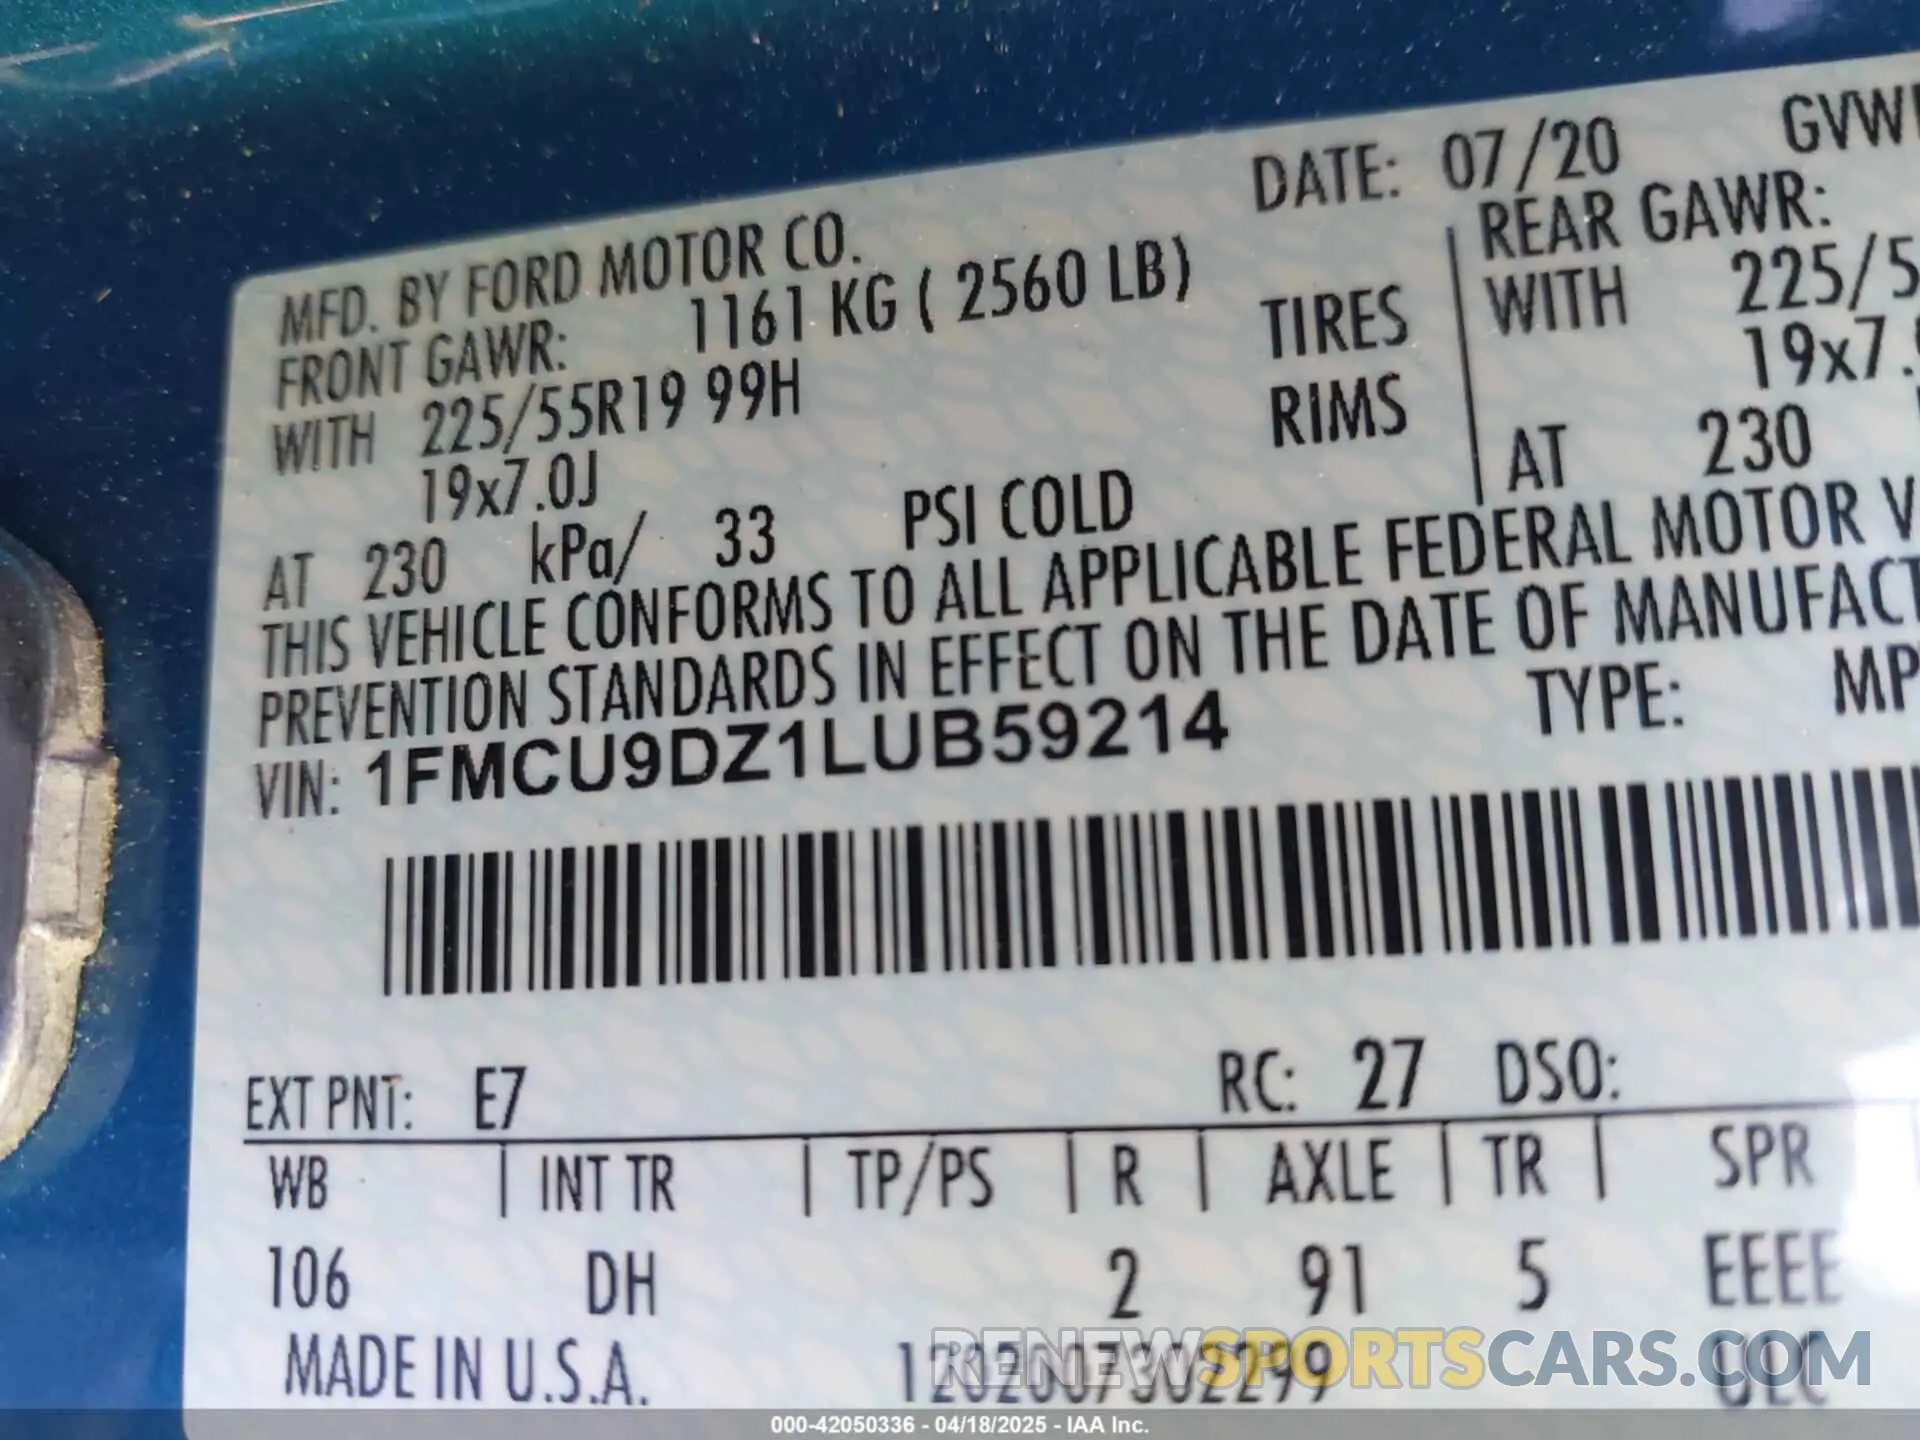 DATE: 07/20 GVW
MFD. BY FORD MOTOR CO.
FRONT GAWR: 1161 KG ( 2560 LB)
WITH 225/55R19 99H
19x7.0J
AT 230 kPa/ 33 PSI COLD
TIRES
RIMS
REAR GAWR:
WITH 225/5
19x7.
AT 230
THIS VEHICLE CONFORMS TO ALL APPLICABLE FEDERAL MOTOR V
PREVENTION STANDARDS IN EFFECT ON THE DATE OF MANUFACT
VIN: 1FMCU9DZ1LUB59214 TYPE: MP
EXT PNT: E7 RC: 27 DSO:
WB | INT TR | TP/PS | R | AXLE | TR | SPR
106 DH 2 91 5 EEEE
MADE IN U.S.A. 1202007302299
RENEWSPORTSCARS.COM
000-42050336 - 04/18/2025 - IAA Inc.